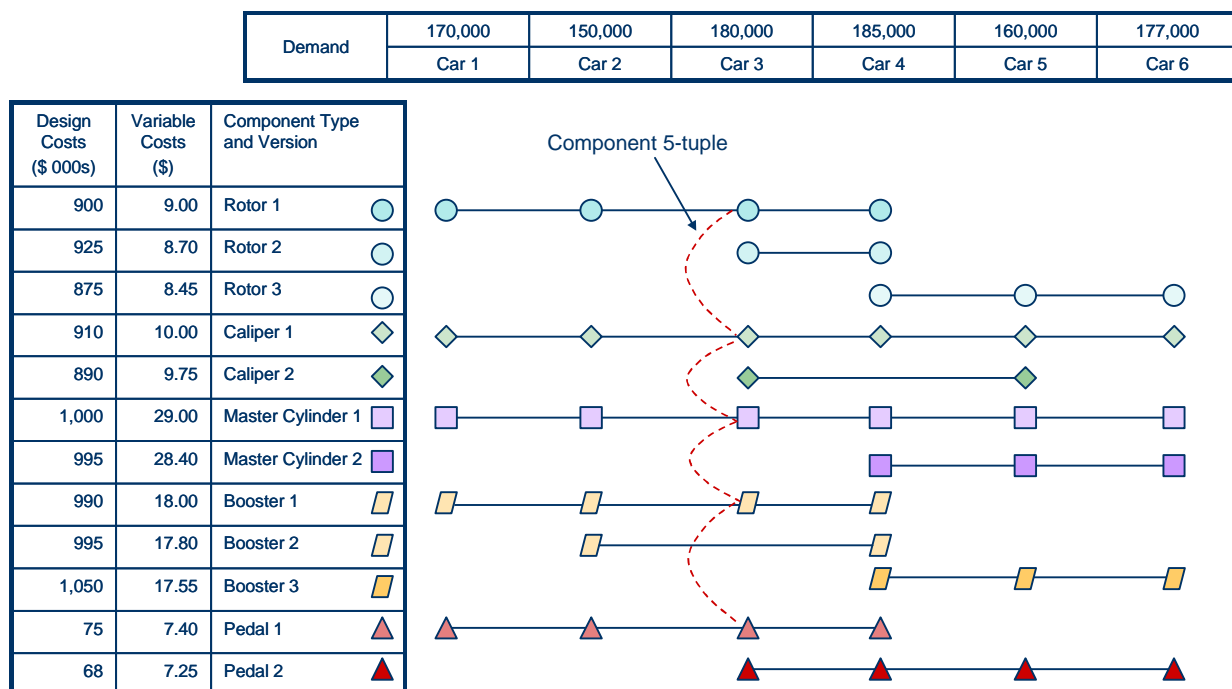 Demand 170,000 150,000 180,000 185,000 160,000 177,000
Car 1 Car 2 Car 3 Car 4 Car 5 Car 6
Design Costs ($ 000s) Variable Costs ($) Component Type and Version
Component 5-tuple
900 9.00 Rotor 1
925 8.70 Rotor 2
875 8.45 Rotor 3
910 10.00 Caliper 1
890 9.75 Caliper 2
1,000 29.00 Master Cylinder 1
995 28.40 Master Cylinder 2
990 18.00 Booster 1
995 17.80 Booster 2
1,050 17.55 Booster 3
75 7.40 Pedal 1
68 7.25 Pedal 2